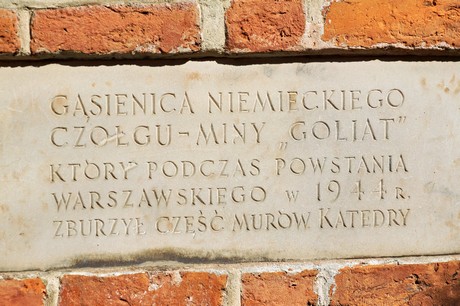 GĄSIENICA NIEMIECKIEGO
CZOŁGU-MINY „GOLIAT"
KTÓRY PODCZAS POWSTANIA
WARSZAWSKIEGO W 1944 R.
ZBURZYŁ CZĘŚĆ MURÓW KATEDRY